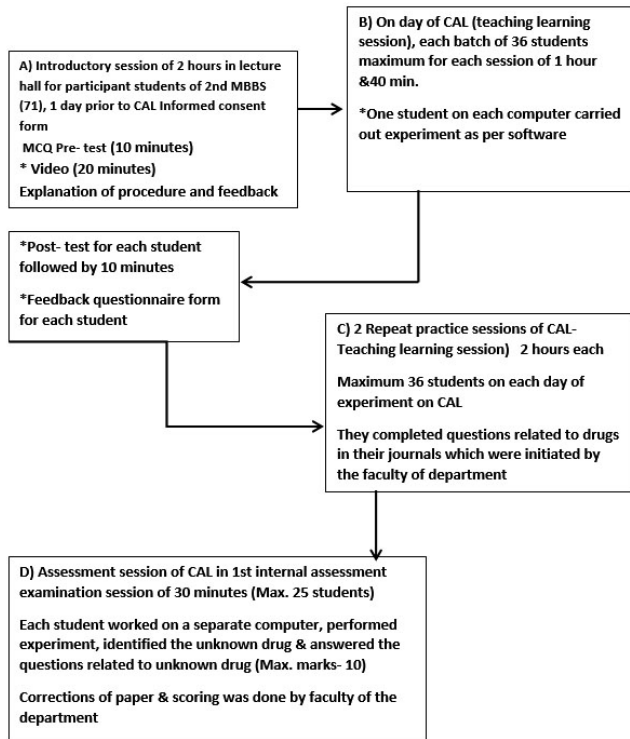 A) Introductory session of 2 hours in lecture
hall for participant students of 2nd MBBS
(71), 1 day prior to CAL Informed consent
form
MCQ Pre- test (10 minutes)
* Video (20 minutes)
Explanation of procedure and feedback
B) On day of CAL (teaching learning
session), each batch of 36 students
maximum for each session of 1 hour
&40 min.
*One student on each computer carried
out experiment as per software
*Post- test for each student
followed by 10 minutes
*Feedback questionnaire form
for each student
C) 2 Repeat practice sessions of CAL-
Teaching learning session) 2 hours each
Maximum 36 students on each day of
experiment on CAL
They completed questions related to drugs
in their journals which were initiated by
the faculty of department
D) Assessment session of CAL in 1st internal assessment
examination session of 30 minutes (Max. 25 students)
Each student worked on a separate computer, performed
experiment, identified the unknown drug & answered the
questions related to unknown drug (Max. marks- 10)
Corrections of paper & scoring was done by faculty of the
department